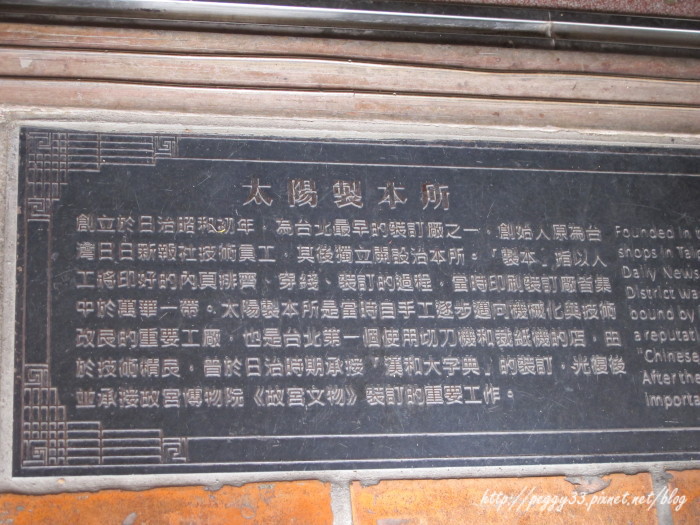 太陽製本所
創立於日治昭和初年，為台北最早的裝訂廠之一，創始人原為台
灣日日新報社技術員工，其後獨立開設治本所。「製本」指以人
工將印好的內頁排齊、穿線、裝訂的過程，當時印刷裝訂廠皆集
中於萬華一帶。太陽製本所是當時自手工逐步邁向機械化與技術
改良的重要工廠，也是台北第一個使用切刀機和裁紙機的店，由
於技術精良，曾於日治時期承接「漢和大字典」的裝訂，光復後
並承接故宮博物院《故宮文物》裝訂的重要工作。
Founded in t
shops in Taip
Daily New
District w
bound by
a reputati
"Chinese
After the
importa
http://peggy33.pixnet.net/blog